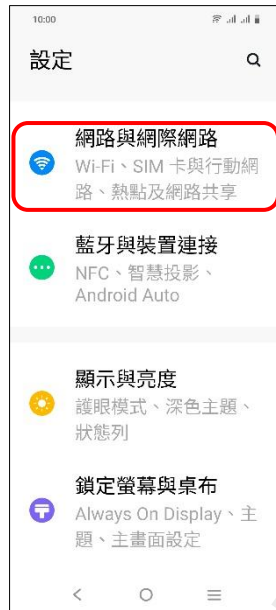 10:00
設定
網路與網際網路
Wi-Fi、SIM 卡與行動網
路、熱點及網路共享
藍牙與裝置連接
NFC、智慧投影、
Android Auto
顯示與亮度
護眼模式、深色主題、
狀態列
鎖定螢幕與桌布
Always On Display、主
題、主畫面設定